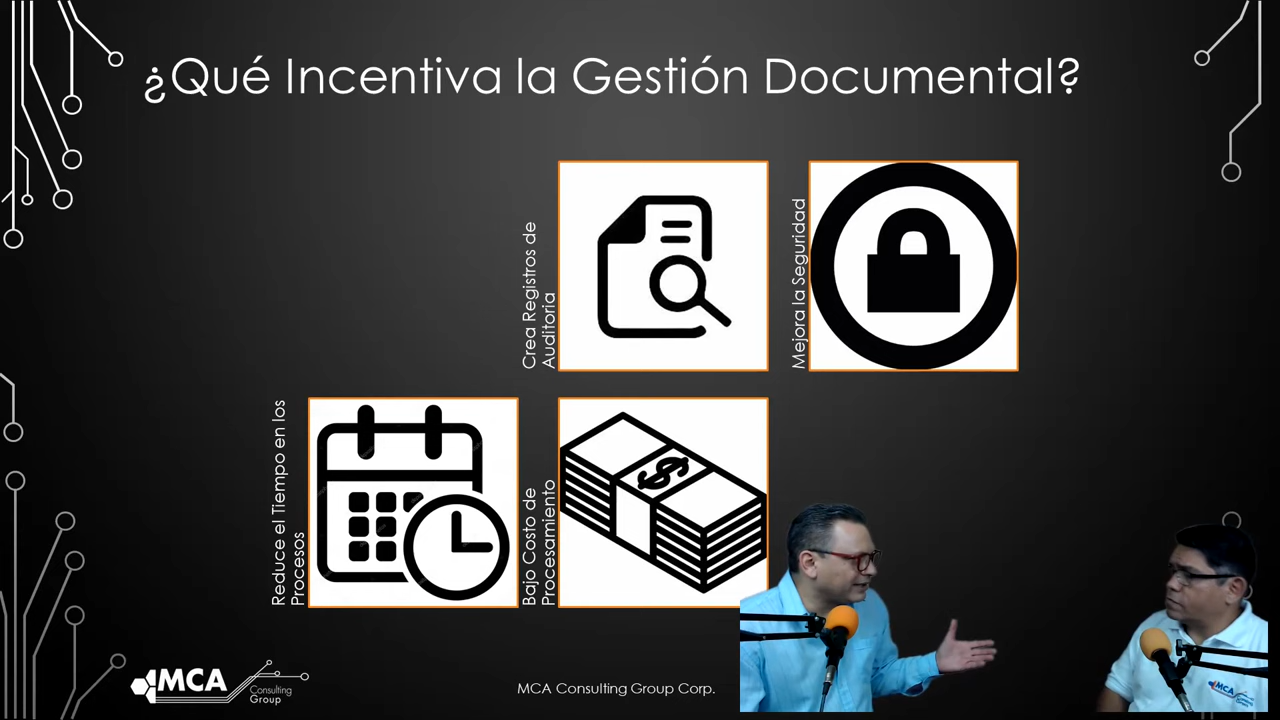 ¿Qué Incentiva la Gestión Documental?
Crea Registros de
Auditoria
Mejora la Seguridad
Reduce el Tiempo en los
Procesos
Bajo Costo de
Procesamiento
$
MCA
Consulting
Group
MCA Consulting Group Corp.
MCA